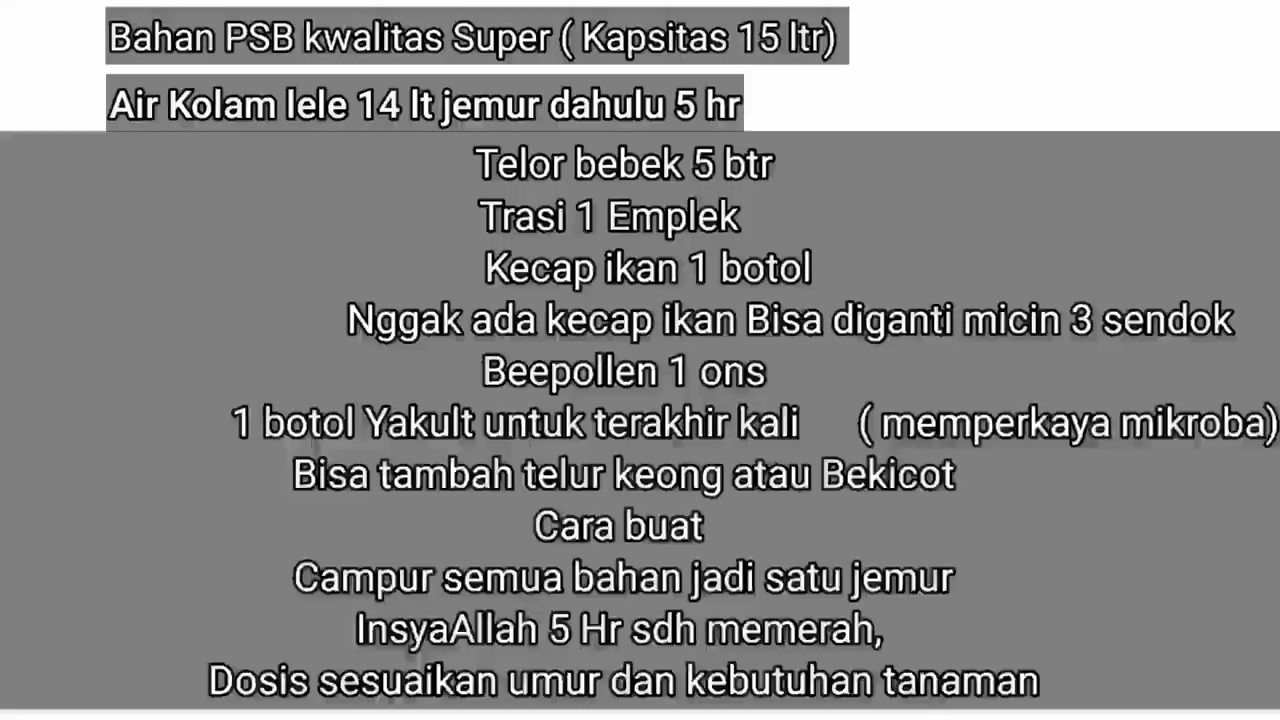 Bahan PSB kwalitas Super ( Kapsitas 15 ltr)
Air Kolam lele 14 lt jemur dahulu 5 hr
Telor bebek 5 btr
Trasi 1 Emplek
Kecap ikan 1 botol
Nggak ada kecap ikan Bisa diganti micin 3 sendok
Beepollen 1 ons
1 botol Yakult untuk terakhir kali ( memperkaya mikroba)
Bisa tambah telur keong atau Bekicot
Cara buat
Campur semua bahan jadi satu jemur
InsyaAllah 5 Hr sdh memerah,
Dosis sesuaikan umur dan kebutuhan tanaman